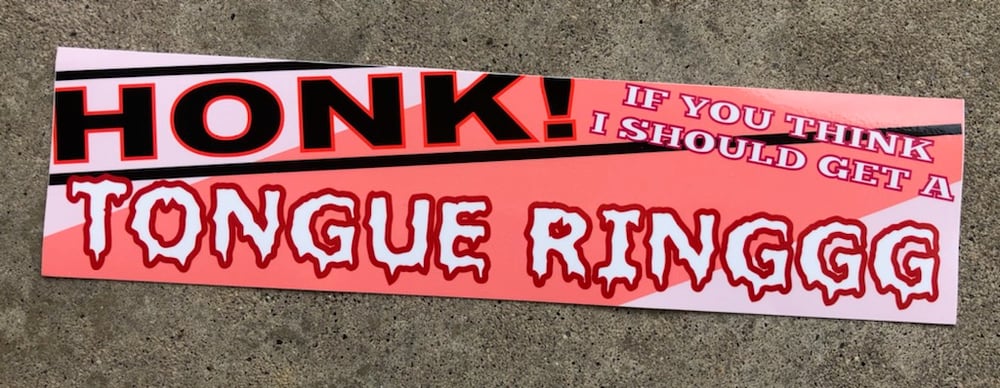 HONK!
IF YOU THINK
I SHOULD GET A
TONGUE RINGGG